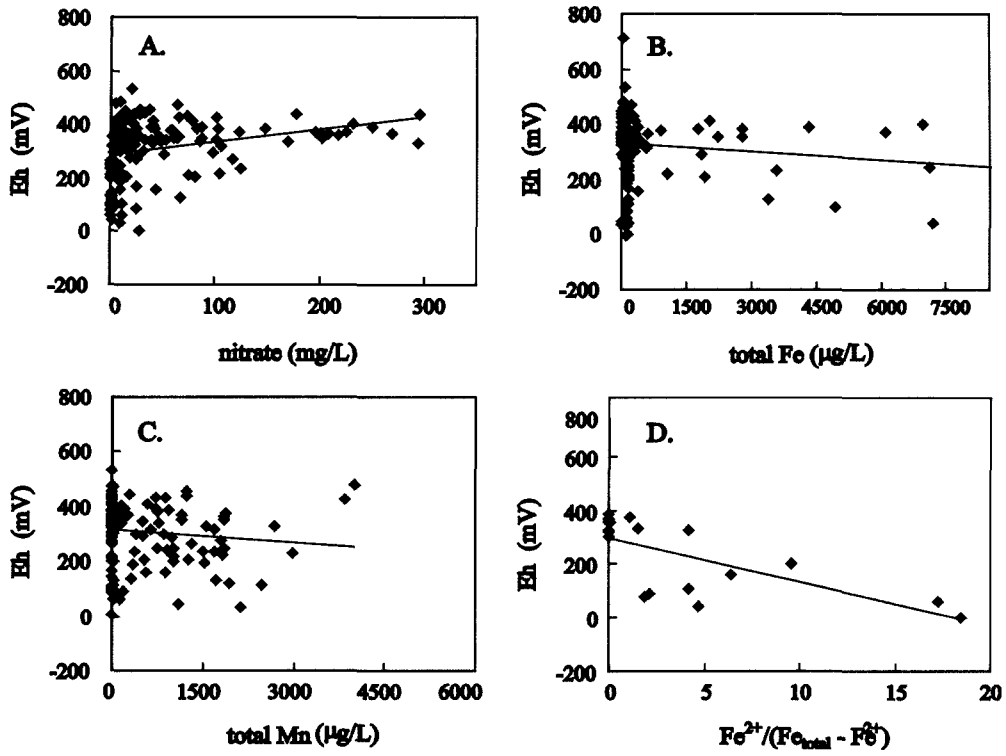 A.
800
600
400
200
0
-200
Eh (mV)
0 100 200 300
nitrate (mg/L)
B.
800
600
400
200
0
-200
Eh (mV)
0 1500 3000 4500 6000 7500
total Fe (μg/L)
C.
800
600
400
200
0
-200
Eh (mV)
0 1500 3000 4500 6000
total Mn (μg/L)
D.
800
600
400
200
0
-200
Eh (mV)
0 5 10 15 20
Fe²⁺/(Fe_total - Fe²⁺)